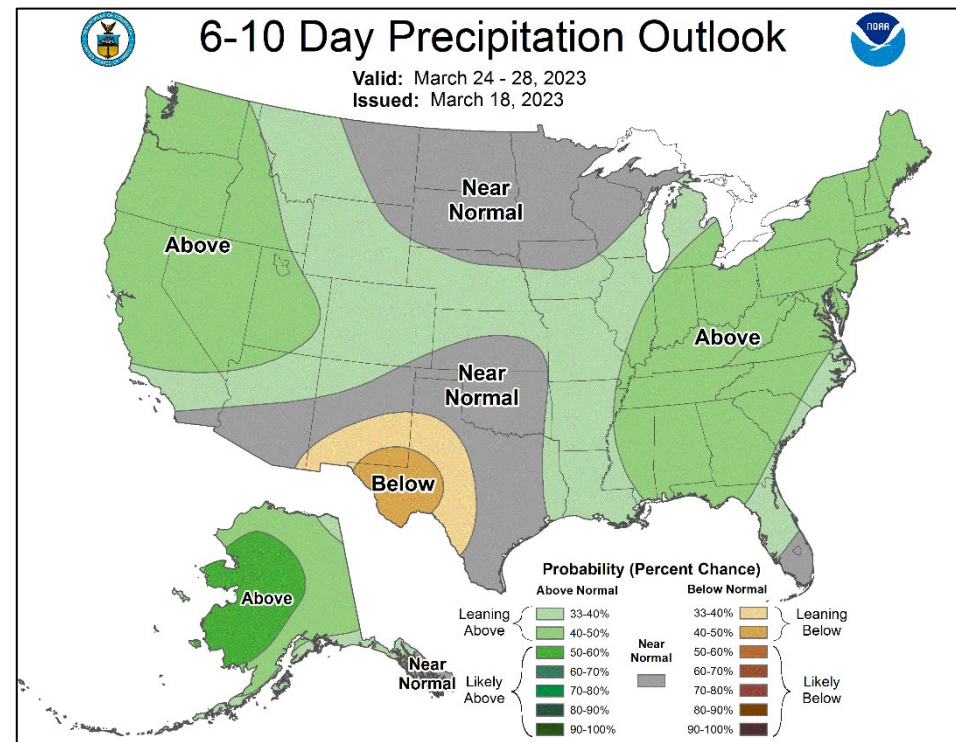 6-10 Day Precipitation Outlook
NOAA
Valid: March 24 - 28, 2023
Issued: March 18, 2023
Near
Normal
Above
Above
Near
Normal
Below
Above
Near
Normal
Probability (Percent Chance)
Above Normal
Below Normal
Leaning
Above
33-40%
40-50%
Likely
Above
50-60%
60-70%
70-80%
80-90%
90-100%
Near
Normal
33-40%
40-50%
Leaning
Below
50-60%
60-70%
70-80%
80-90%
90-100%
Likely
Below